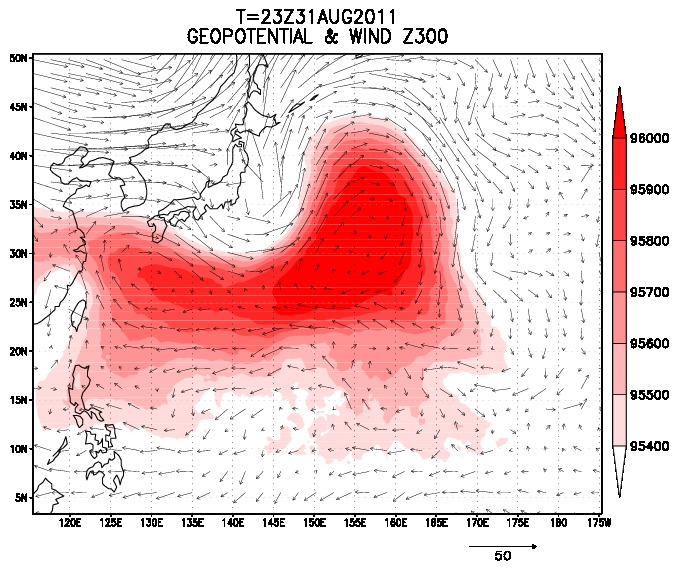 T=23Z31AUG2011
GEOPOTENTIAL & WIND Z300
50N
45N
40N
35N
30N
25N
20N
15N
10N
5N
120E 125E 130E 135E 140E 145E 150E 155E 160E 165E 170E 175E 180 175W
96000
95900
95800
95700
95600
95500
95400
50